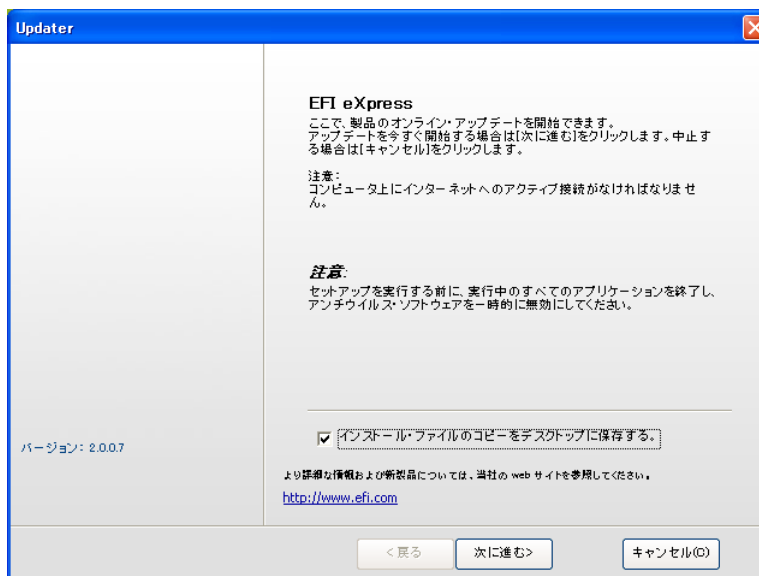 Updater
EFI eXpress
ここで、製品のオンライン・アップデートを開始できます。
アップデートを今すぐ開始する場合は[次に進む]をクリックします。中止す
る場合は[キャンセル]をクリックします。
注意:
コンピュータ上にインターネットへのアクティブ接続がなければなりませ
ん。
注意:
セットアップを実行する前に、実行中のすべてのアプリケーションを終了し、
アンチウイルス・ソフトウェアを一時的に無効にしてください。
インストール・ファイルのコピーをデスクトップに保存する。
バージョン: 2.0.0.7
より詳細な情報および新製品については、当社の web サイトを参照してください。
http://www.efi.com
<戻る 次に進む> キャンセル(C)